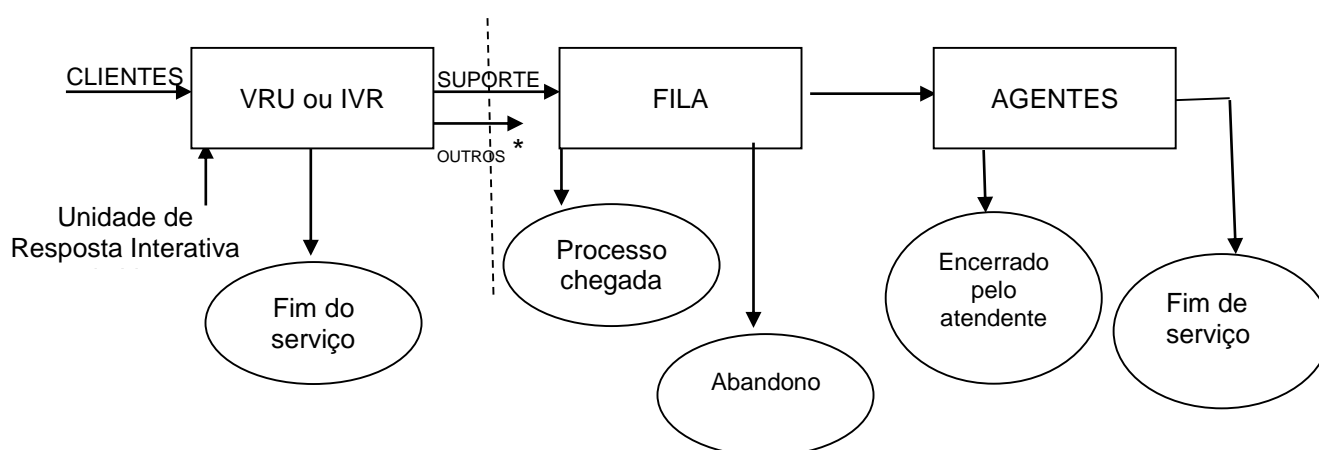 CLIENTES
VRU ou IVR
SUPORTE
OUTROS *
FILA
AGENTES
Unidade de
Resposta Interativa
Fim do
serviço
Processo
chegada
Abandono
Encerrado
pelo
atendente
Fim de
serviço